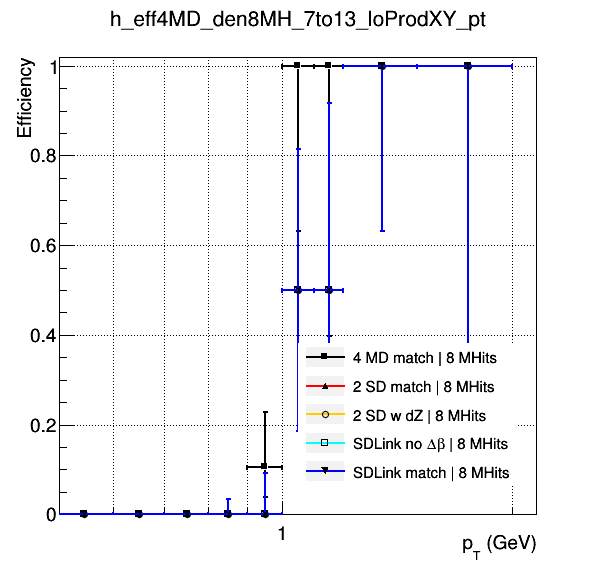 h_eff4MD_den8MH_7to13_loProdXY_pt
Efficiency
1
0.8
0.6
0.4
0.2
0
4 MD match | 8 MHits
2 SD match | 8 MHits
2 SD w dZ | 8 MHits
SDLink no Δβ | 8 MHits
SDLink match | 8 MHits
1
p_T (GeV)